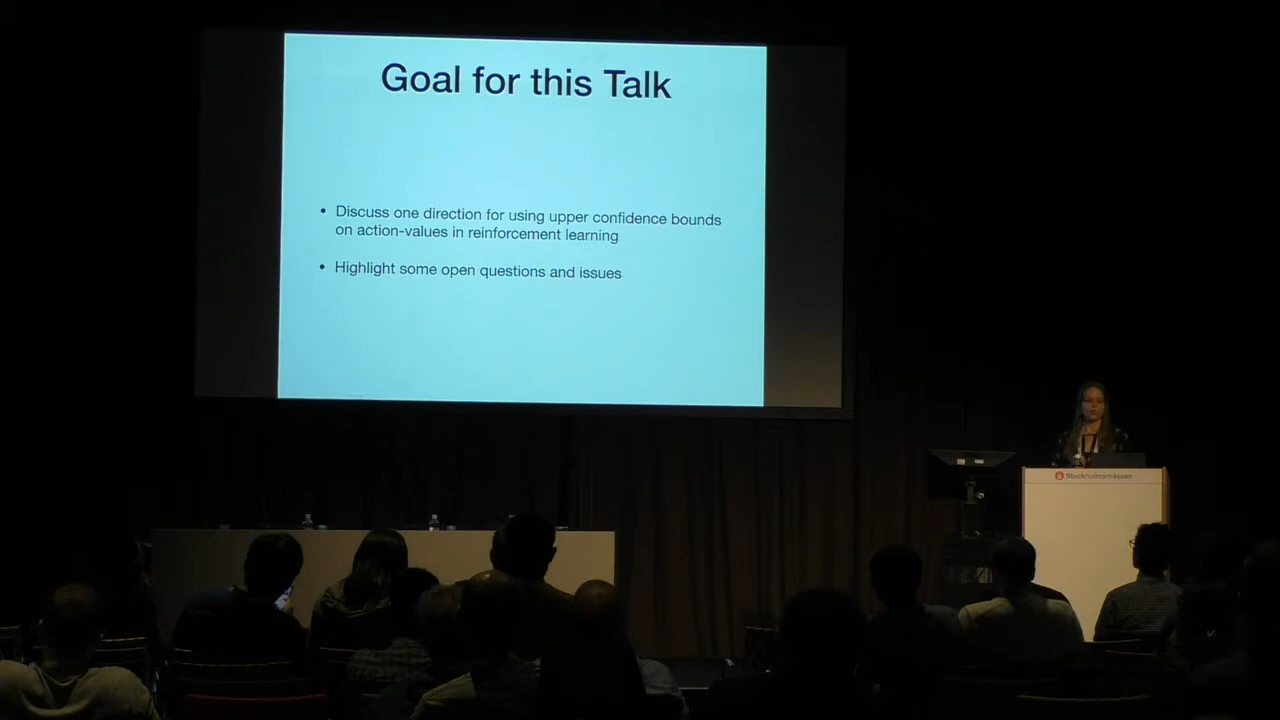 Goal for this Talk
• Discuss one direction for using upper confidence bounds
on action-values in reinforcement learning
• Highlight some open questions and issues
Stockholmsmässan